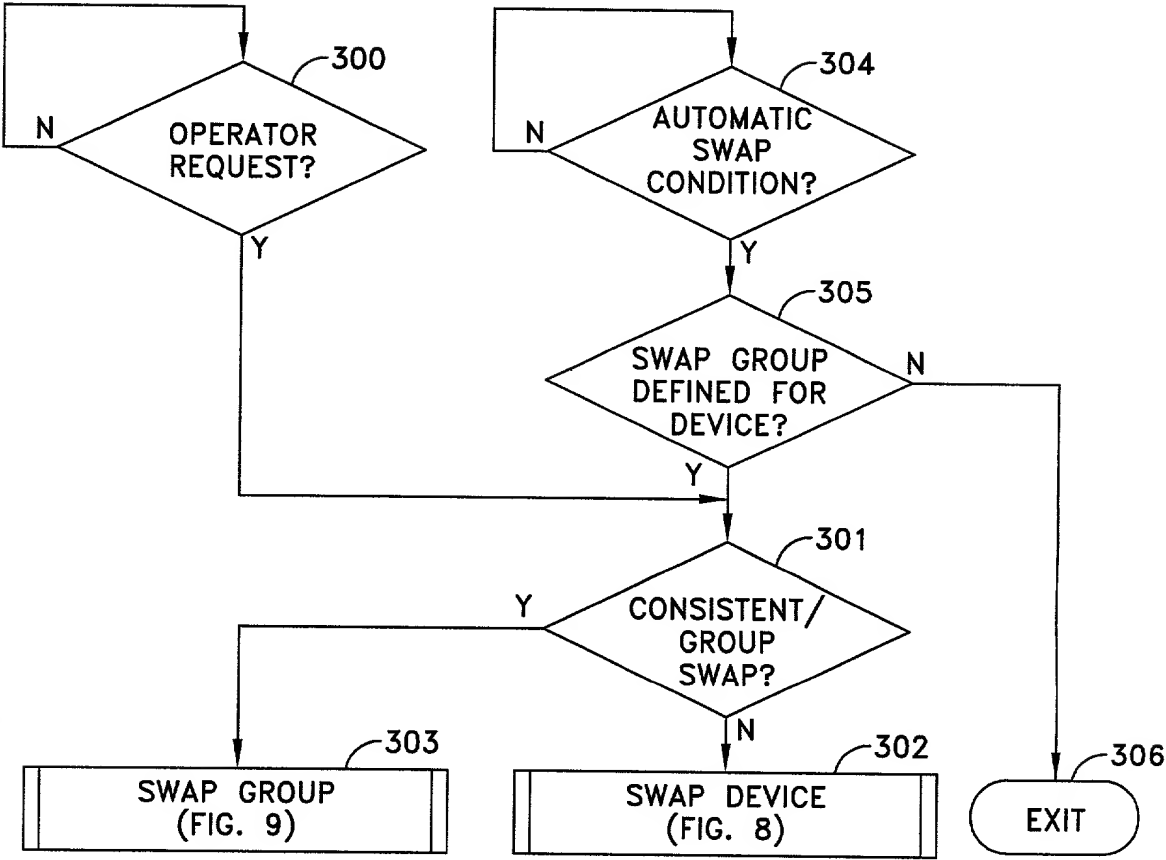 300
N
OPERATOR
REQUEST?
Y
304
N
AUTOMATIC
SWAP
CONDITION?
Y
305
SWAP GROUP
DEFINED FOR
DEVICE?
N
Y
301
Y
CONSISTENT/
GROUP
SWAP?
N
303
SWAP GROUP
(FIG. 9)
302
SWAP DEVICE
(FIG. 8)
306
EXIT